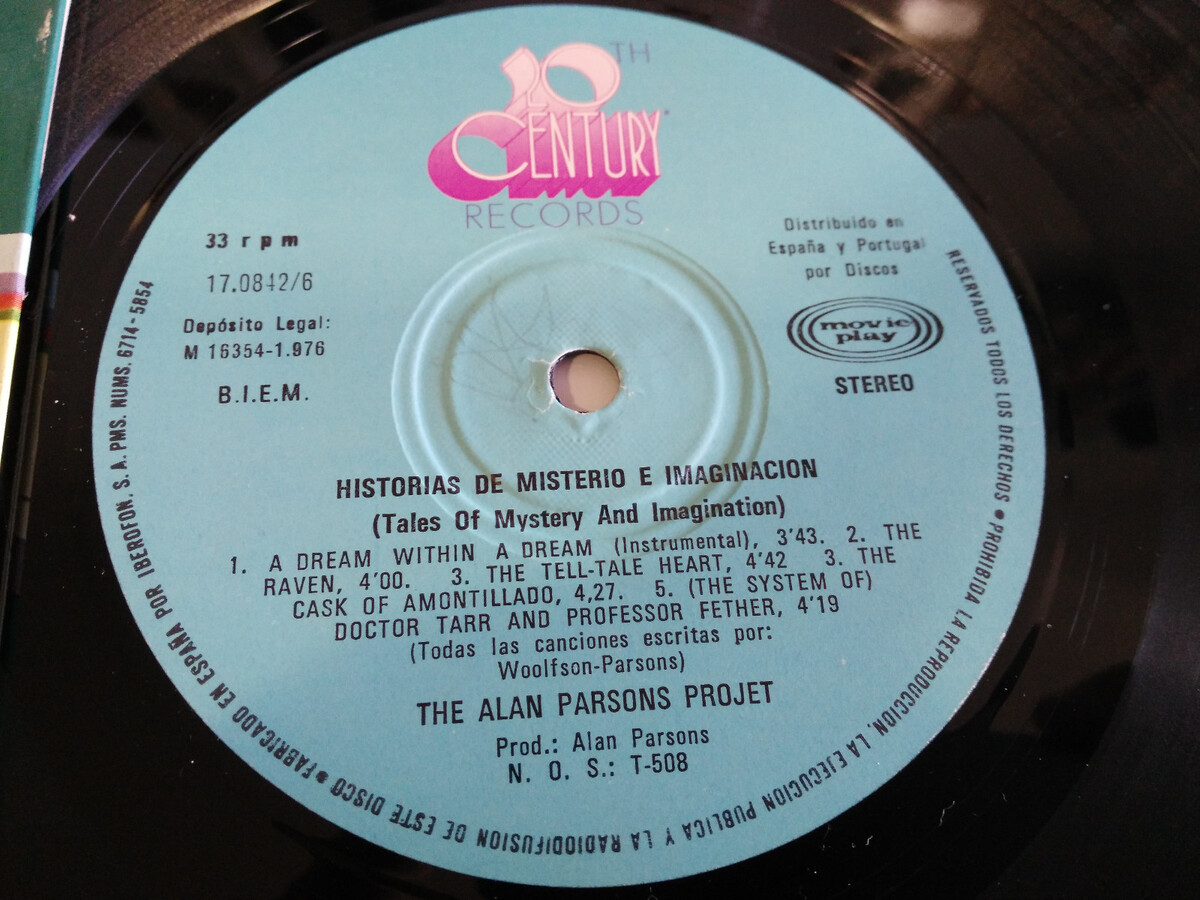 20TH
CENTURY
RECORDS
33 rpm
17.0842/6
Depósito Legal:
M 16354-1.976
B.I.E.M.
Distribuido en
España y Portugal
por Discos
movie
play
STEREO
HISTORIAS DE MISTERIO E IMAGINACION
(Tales Of Mystery And Imagination)
1. A DREAM WITHIN A DREAM (Instrumental), 3'43. 2. THE
RAVEN, 4'00. 3. THE TELL-TALE HEART, 4'42 3. THE
CASK OF AMONTILLADO, 4,27. 5. (THE SYSTEM OF)
DOCTOR TARR AND PROFESSOR FETHER, 4'19
(Todas las canciones escritas por:
Woolfson-Parsons)
THE ALAN PARSONS PROJET
Prod.: Alan Parsons
N. O. S.: T-508
RESERVADOS TODOS LOS DERECHOS • PROHIBIDA LA REPRODUCCION, LA EJECUCION PUBLICA Y LA RADIODIFUSION DE ESTE DISCO • FABRICADO EN ESPAÑA POR IBEROFON, S. A. PMS. NUMS. 6714-5854